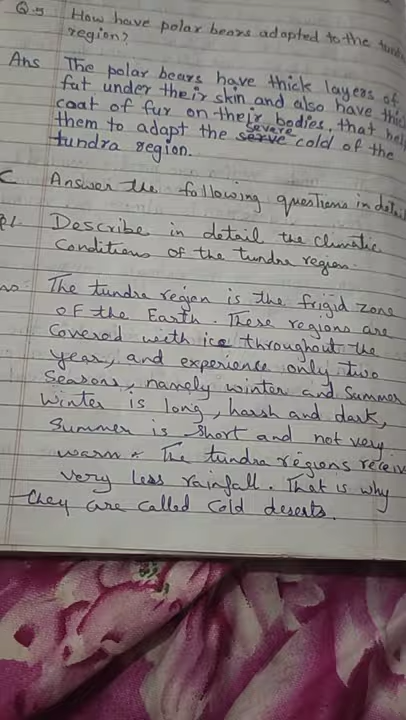 Q.5 How have polar bears adapted to the tundra
region?
Ans The polar bears have thick layers of
fat under their skin and also have thick
coat of fur on their bodies, that help
severe
them to adapt the serve cold of the
tundra region.
C Answer the following questions in detail
Describe in detail the climatic
Conditions of the tundra region.
The tundra region is the frigid zone
OF the Earth. These regions are
Covered with ice throughout the
year, and experience only two
Seasons, namely winter and Summer
Winter is long, harsh and dark,
Summer is short and not very
warm. The tundra regions receive
very less rainfall. That is why
they are called Cold deserts.